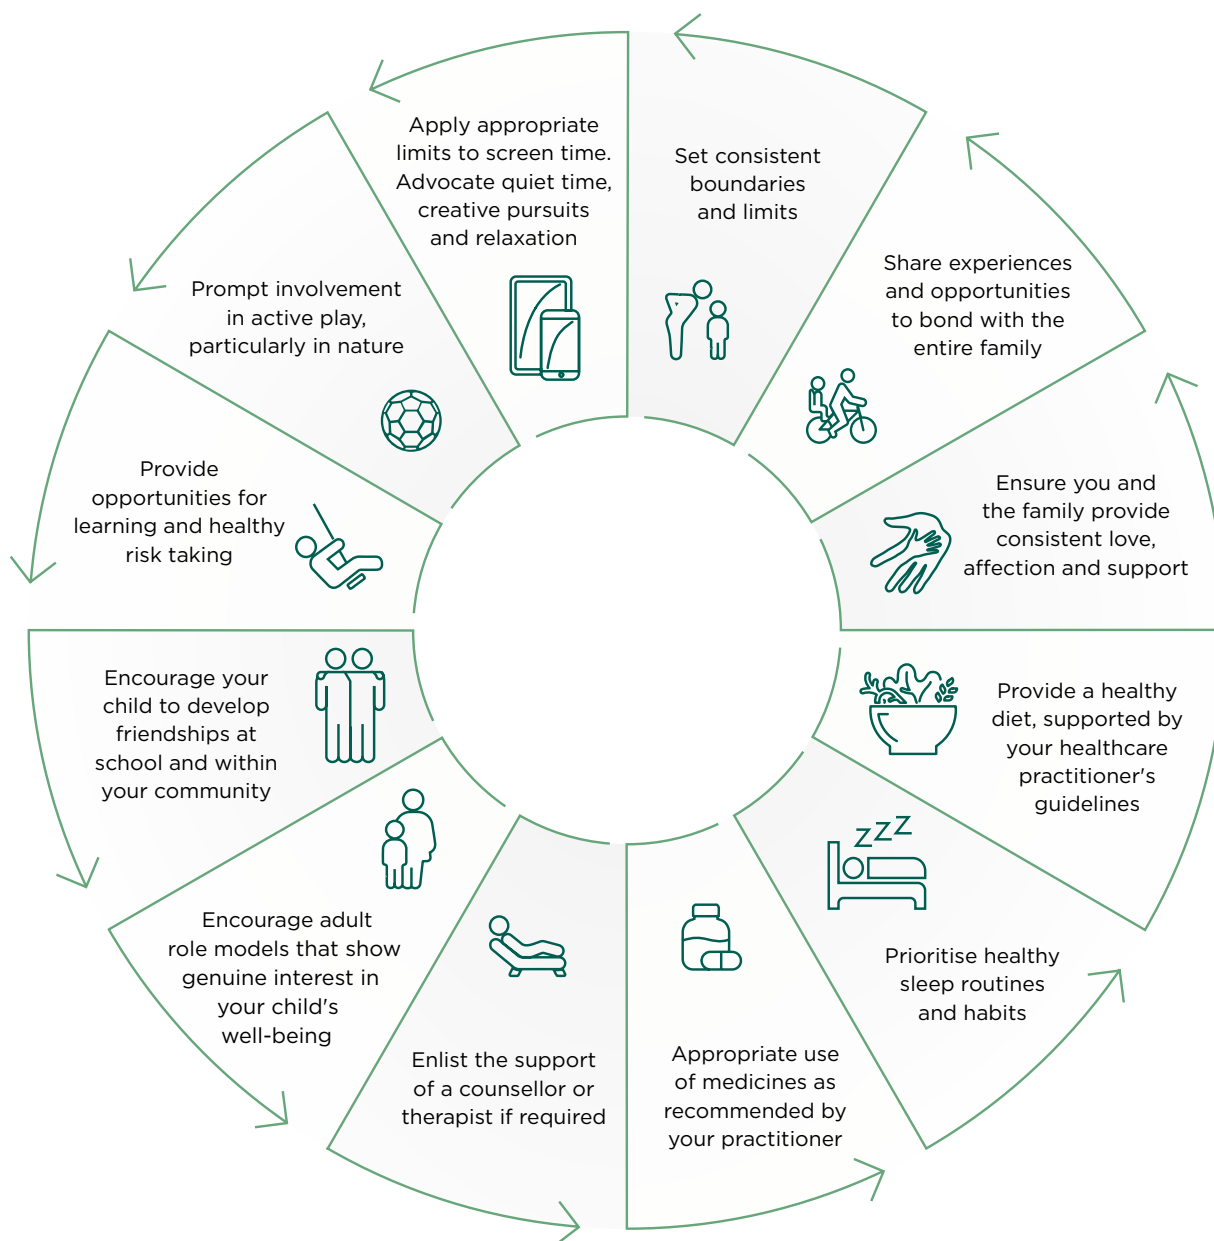 Apply appropriate
limits to screen time.
Advocate quiet time,
creative pursuits
and relaxation
Set consistent
boundaries
and limits
Share experiences
and opportunities
to bond with the
entire family
Ensure you and
the family provide
consistent love,
affection and support
Provide a healthy
diet, supported by
your healthcare
practitioner's
guidelines
Prioritise healthy
sleep routines
and habits
Appropriate use
of medicines as
recommended by
your practitioner
Enlist the support
of a counsellor or
therapist if required
Encourage adult
role models that show
genuine interest in
your child's
well-being
Encourage your
child to develop
friendships at
school and within
your community
Provide
opportunities for
learning and healthy
risk taking
Prompt involvement
in active play,
particularly in nature
ZZZ